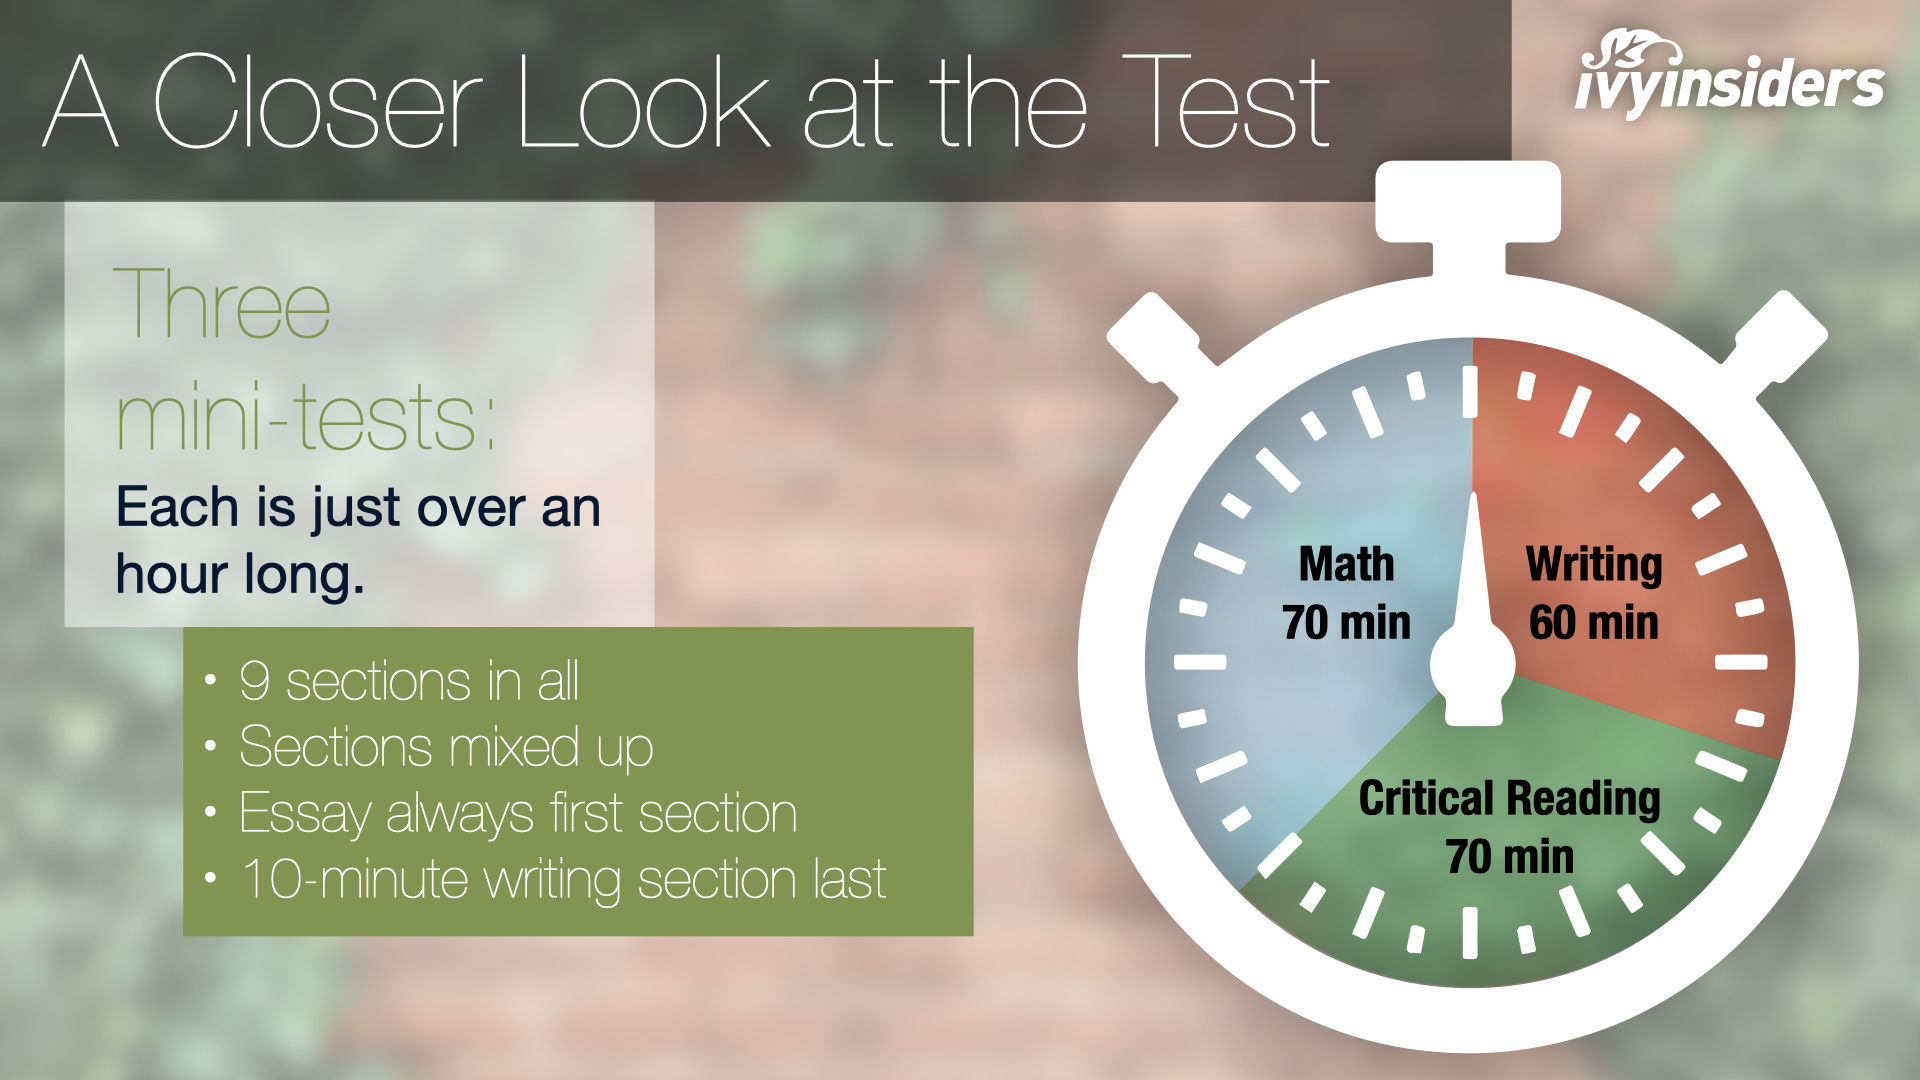 A Closer Look at the Test
ivyinsiders
Three
mini-tests:
Each is just over an
hour long.
• 9 sections in all
• Sections mixed up
• Essay always first section
• 10-minute writing section last
Math
70 min
Writing
60 min
Critical Reading
70 min